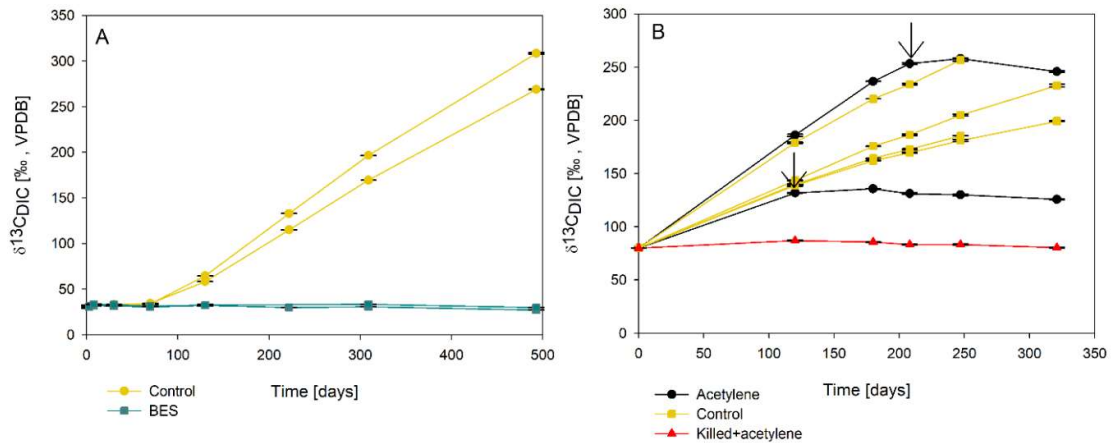 A
350
300
250
200
150
100
50
0
δ13CDIC [‰ , VPDB]
0 100 200 300 400 500
Time [days]
Control
BES
B
300
250
200
150
100
50
0
δ13CDIC [‰ , VPDB]
0 50 100 150 200 250 300 350
Time [days]
Acetylene
Control
Killed+acetylene